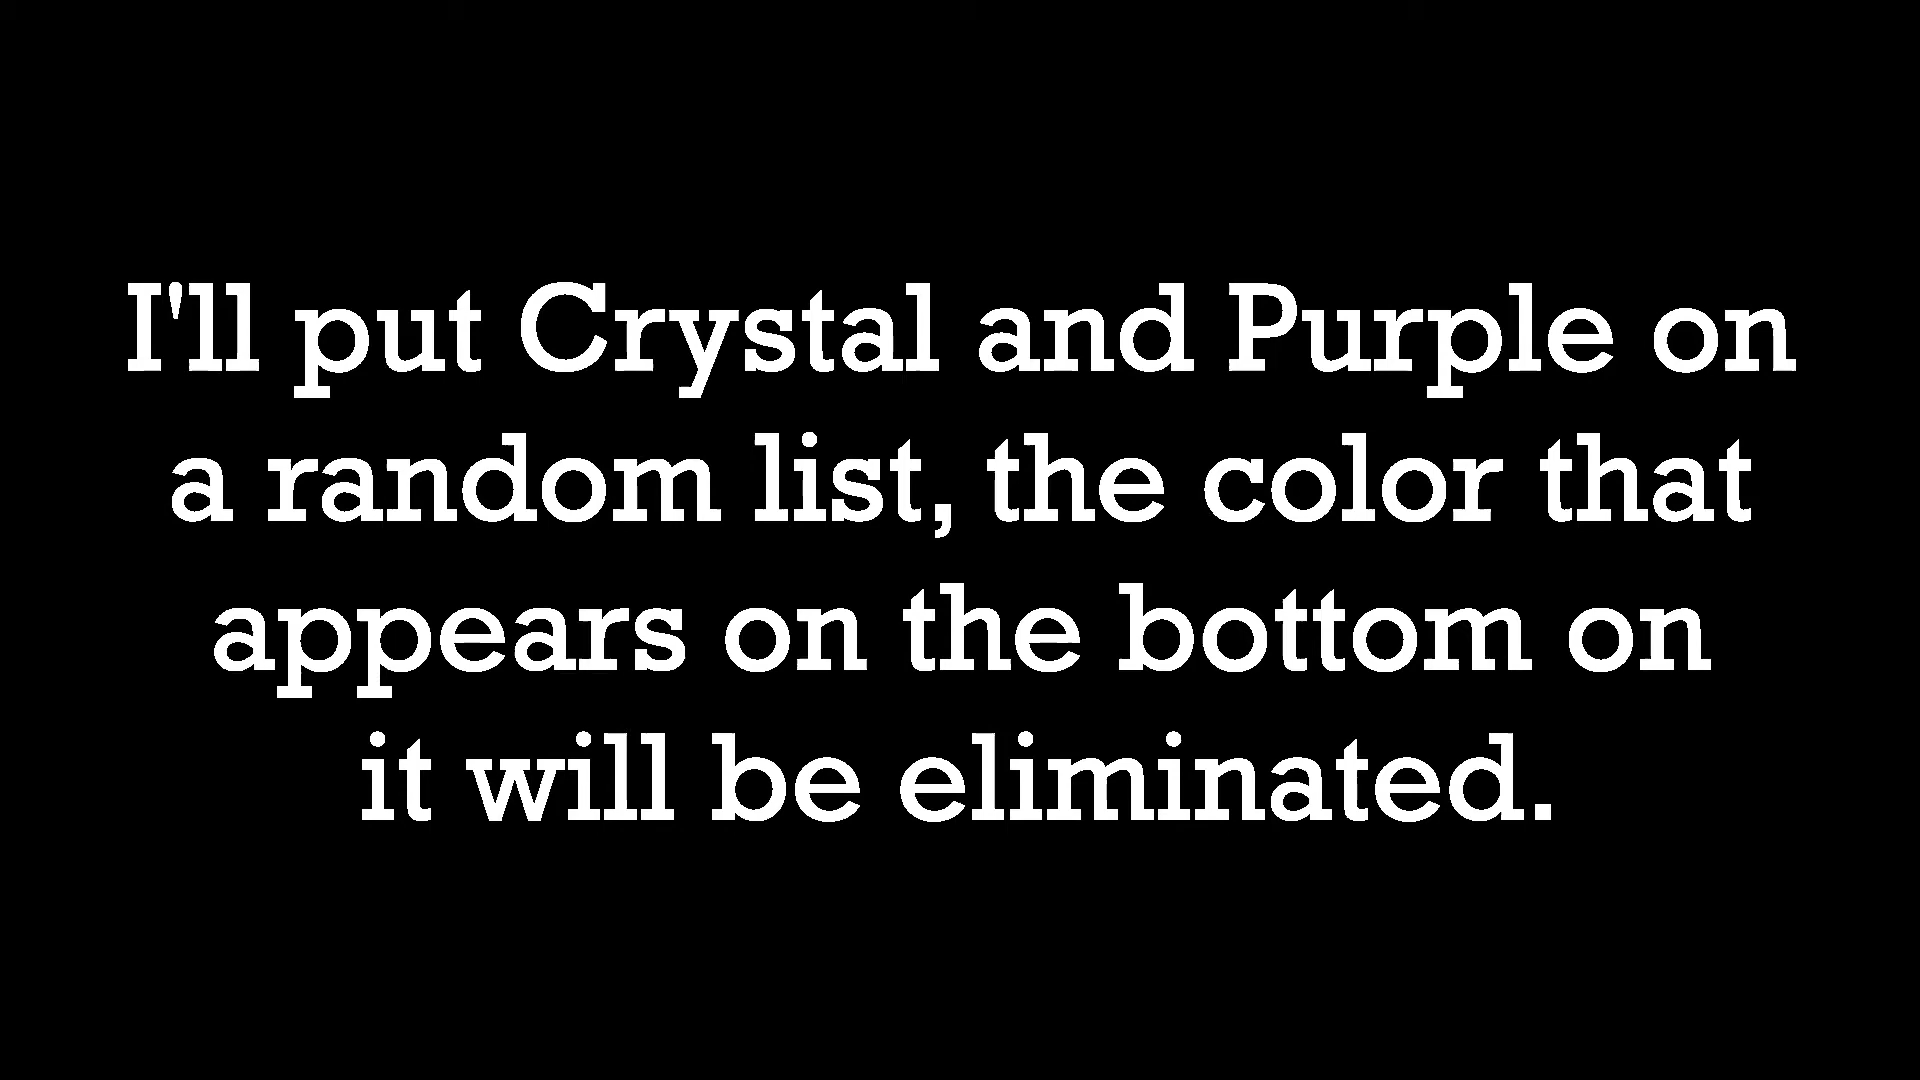 I'll put Crystal and Purple on
a random list, the color that
appears on the bottom on
it will be eliminated.